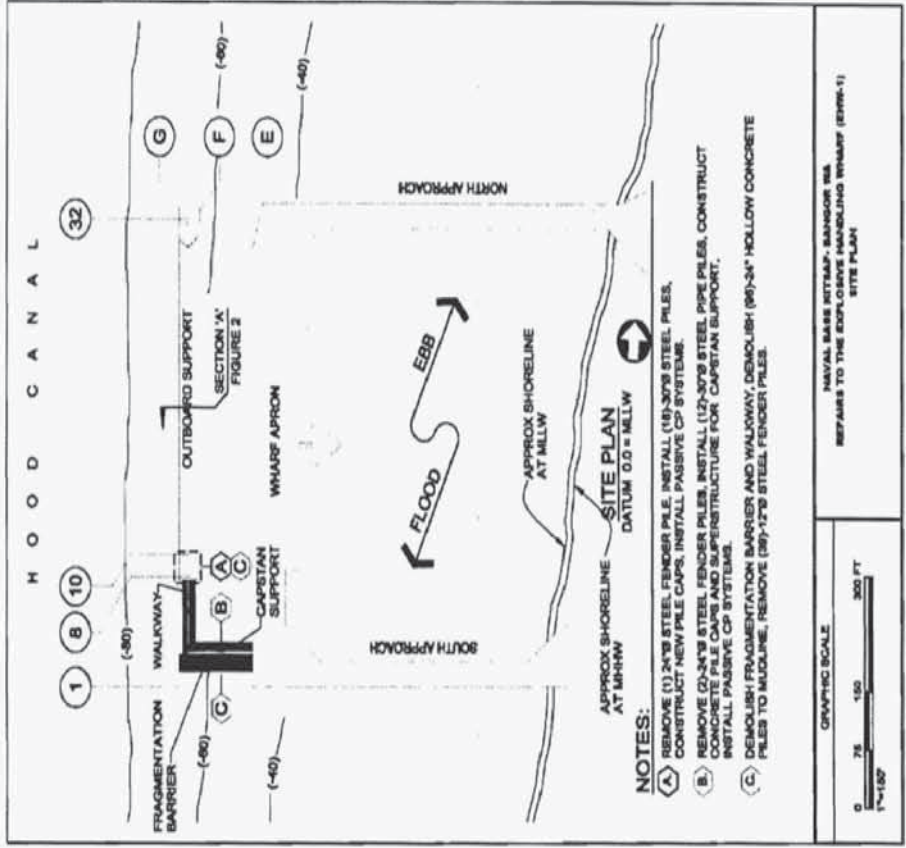 HOOD CANAL
1
8
10
32
(-80)
FRAGMENTATION
BARRIER
WALKWAY
OUTBOARD SUPPORT
G
(-60)
SECTION 'A'
FIGURE 2
F
(-60)
C
B
A
C
CAPSTAN
SUPPORT
WHARF APRON
E
(-40)
(-40)
SOUTH APPROACH
NORTH APPROACH
FLOOD
EBB
APPROX SHORELINE
AT MLLW
APPROX SHORELINE
AT MHHW
SITE PLAN
DATUM 0.0 = MLLW
NOTES:
A. REMOVE (1) 24"Ø STEEL FENDER PILE, INSTALL (16)-30"Ø STEEL PILES,
CONSTRUCT NEW PILE CAPS, INSTALL PASSIVE CP SYSTEMS.
B. REMOVE (2)-24"Ø STEEL FENDER PILES, INSTALL (12)-30"Ø STEEL PIPE PILES, CONSTRUCT
CONCRETE PILE CAPS AND SUPERSTRUCTURE FOR CAPSTAN SUPPORT,
INSTALL PASSIVE CP SYSTEMS.
C. DEMOLISH FRAGMENTATION BARRIER AND WALKWAY, DEMOLISH (96)-24" HOLLOW CONCRETE
PILES TO MUDLINE, REMOVE (39)-12"Ø STEEL FENDER PILES.
GRAPHIC SCALE
0 75 150 300 FT
1"=150'
NAVAL BASE KITSAP- BANGOR WA
REPAIRS TO THE EXPLOSIVE HANDLING WHARF (EHW-1)
SITE PLAN